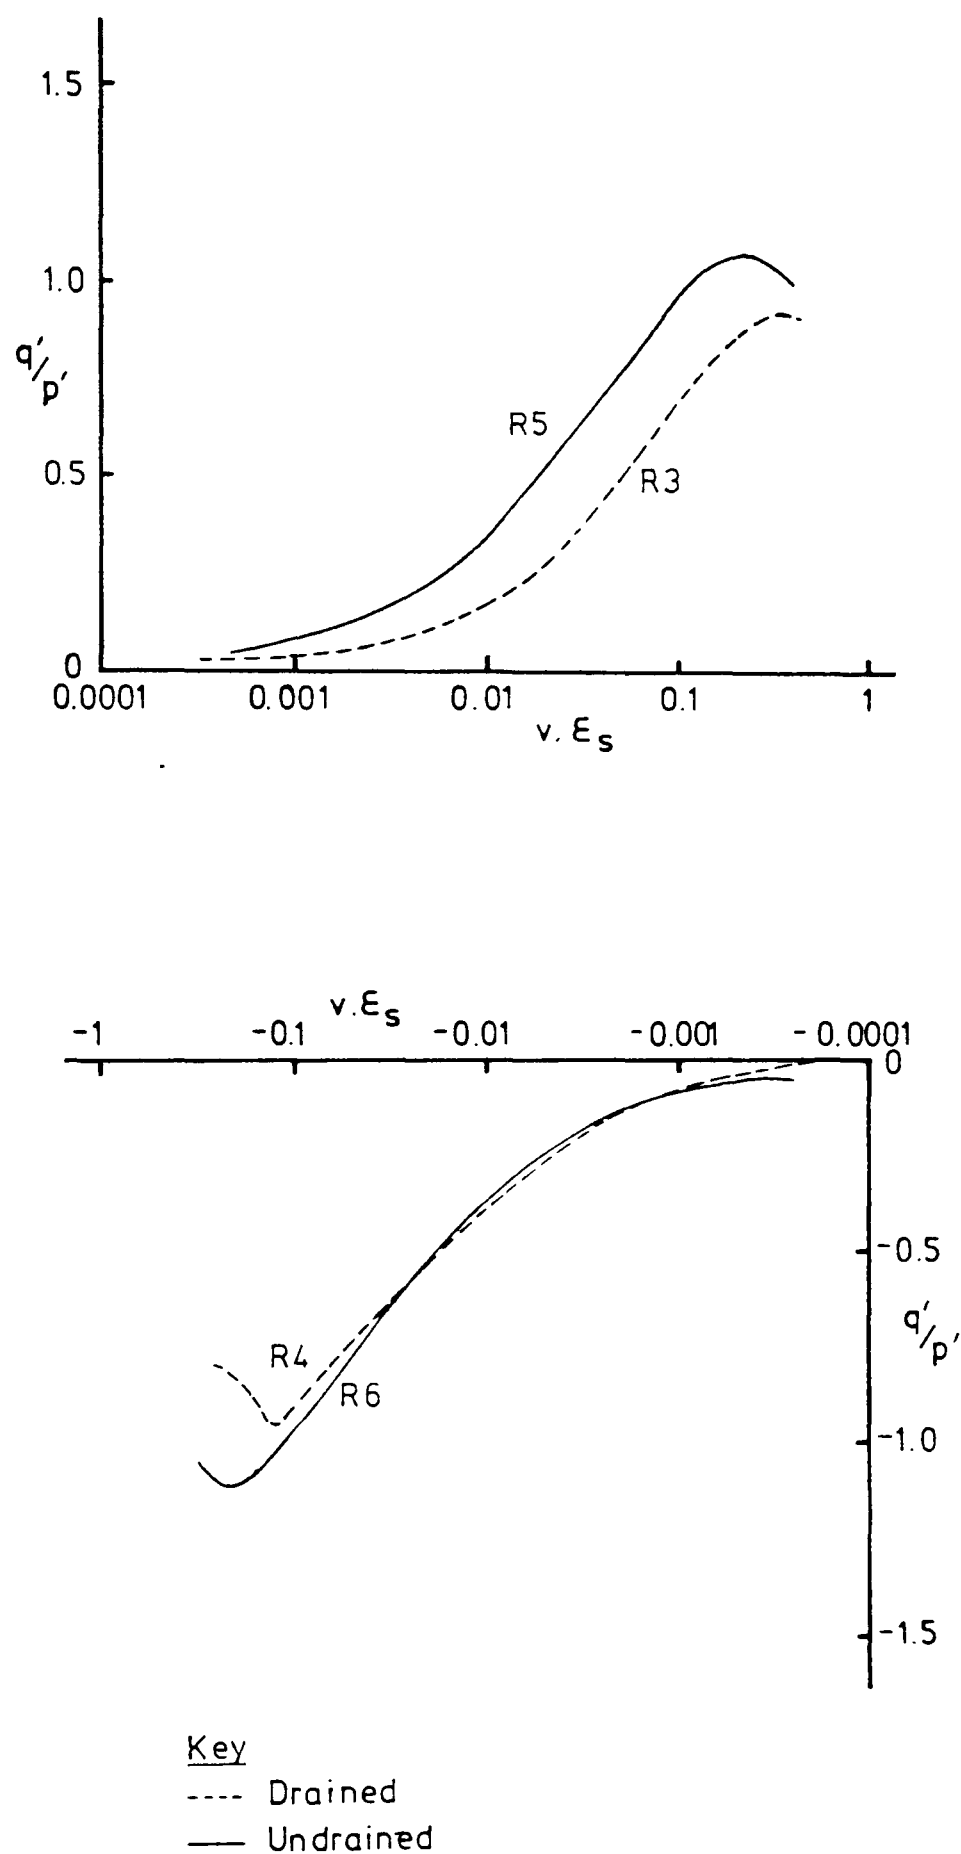 1.5
1.0
q'/p'
R5
0.5
R3
0
0.0001 0.001 0.01 0.1 1
v.εs
v.εs
-1 -0.1 -0.01 -0.001 -0.0001
0
-0.5
q'/p'
R4
R6
-1.0
-1.5
Key
---- Drained
—— Undrained